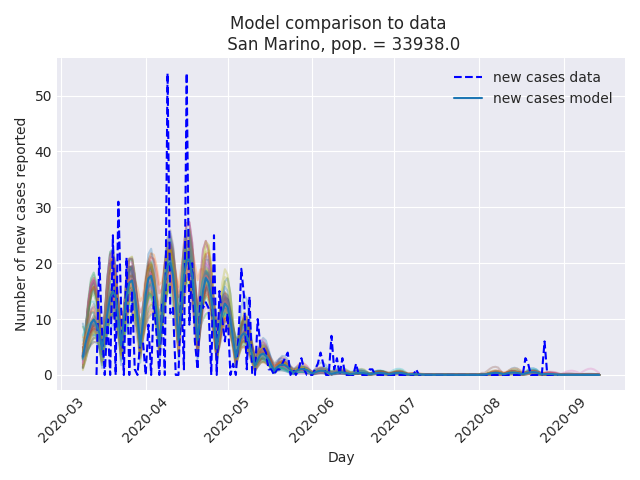 Model comparison to data
San Marino, pop. = 33938.0
new cases data
new cases model
Number of new cases reported
50
40
30
20
10
0
2020-03
2020-04
2020-05
2020-06
2020-07
2020-08
2020-09
Day